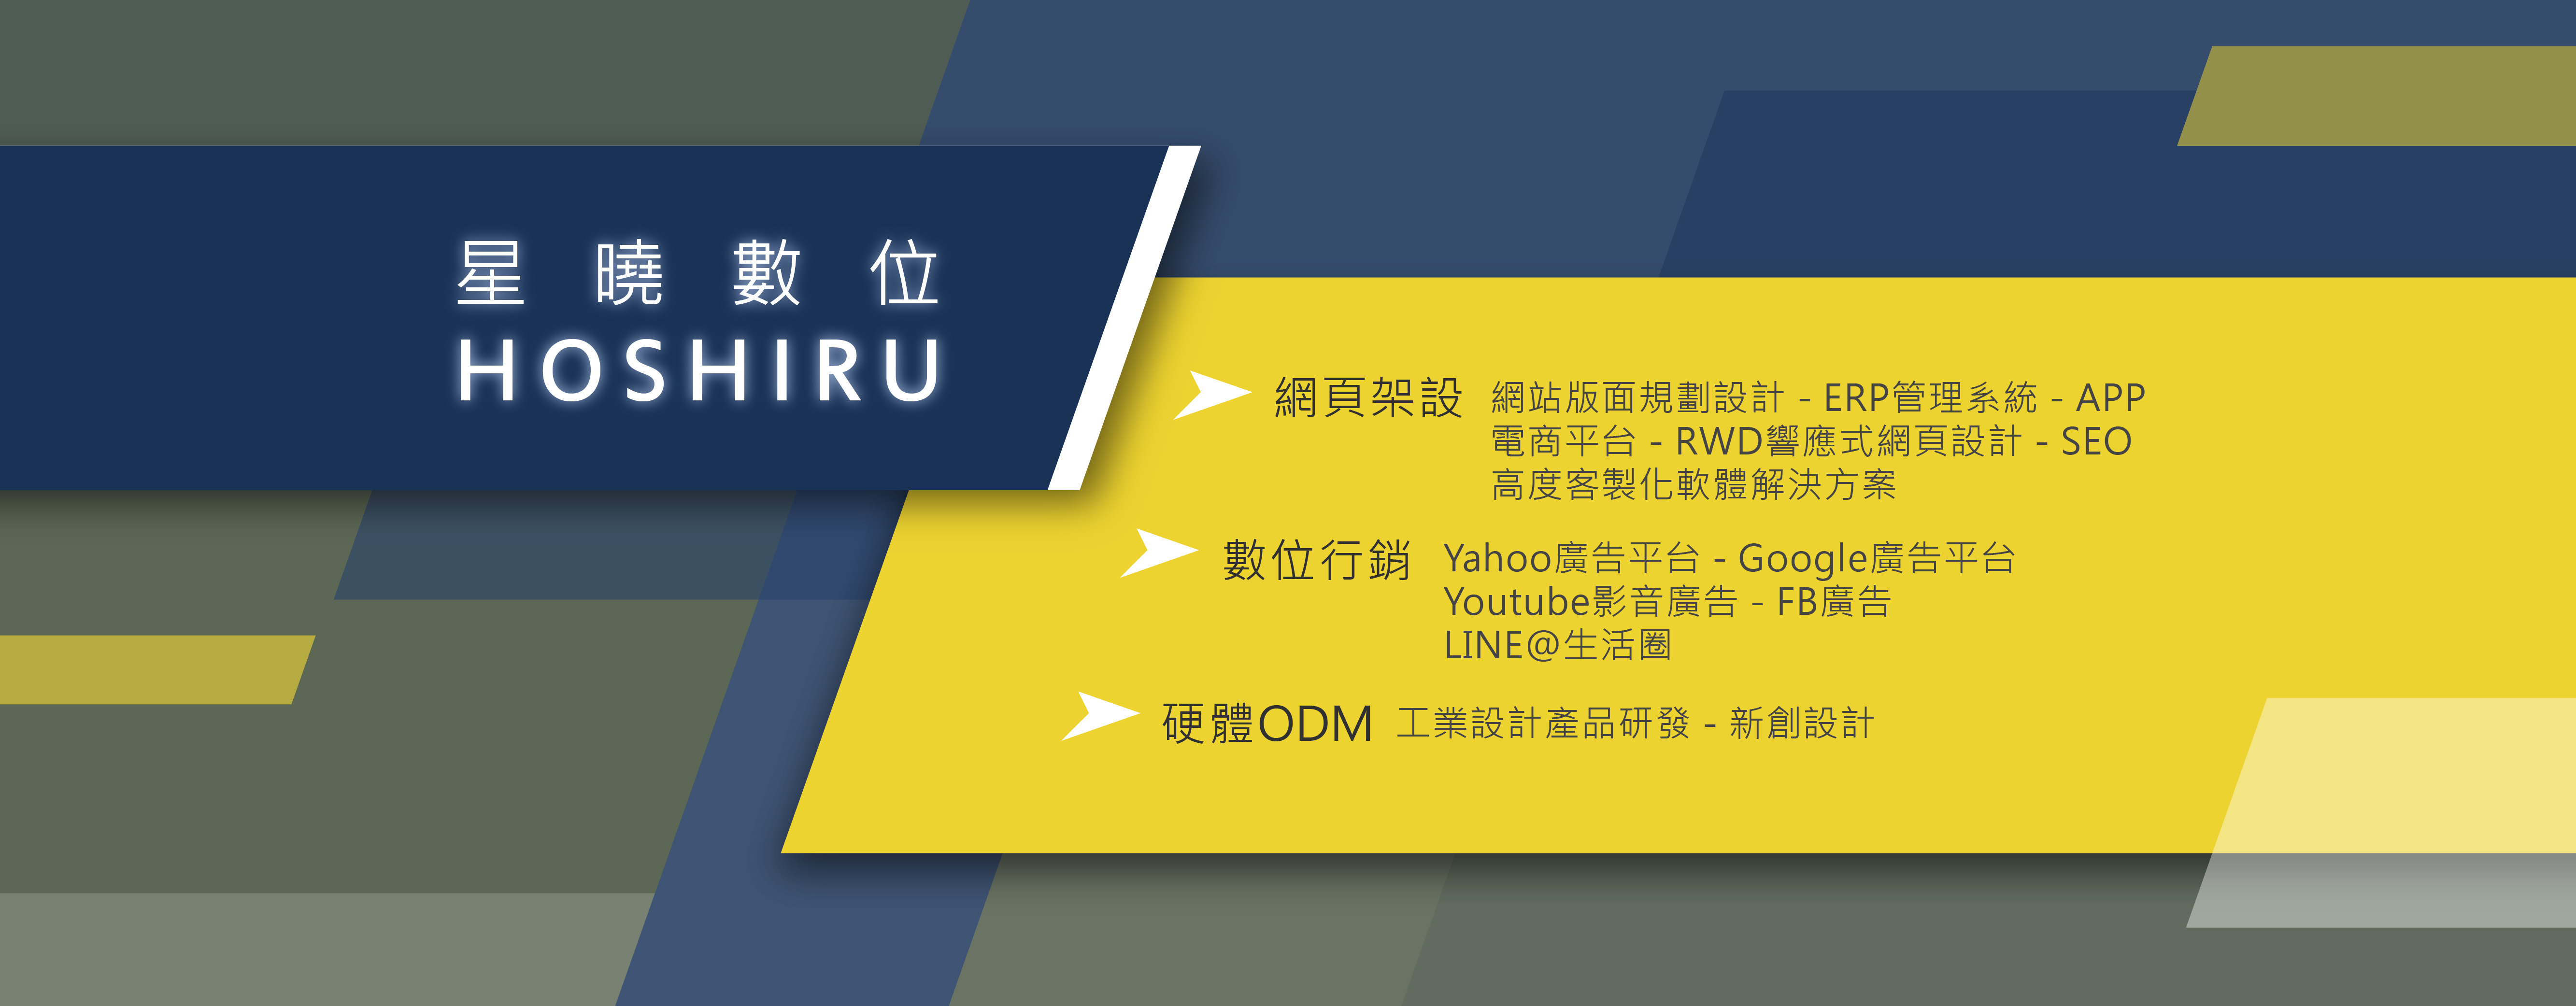 星曉數位
HOSHIRU
網頁架設 網站版面規劃設計 - ERP管理系統 - APP
電商平台 - RWD響應式網頁設計 - SEO
高度客製化軟體解決方案
數位行銷 Yahoo廣告平台 - Google廣告平台
Youtube影音廣告 - FB廣告
LINE@生活圈
硬體ODM 工業設計產品研發 - 新創設計